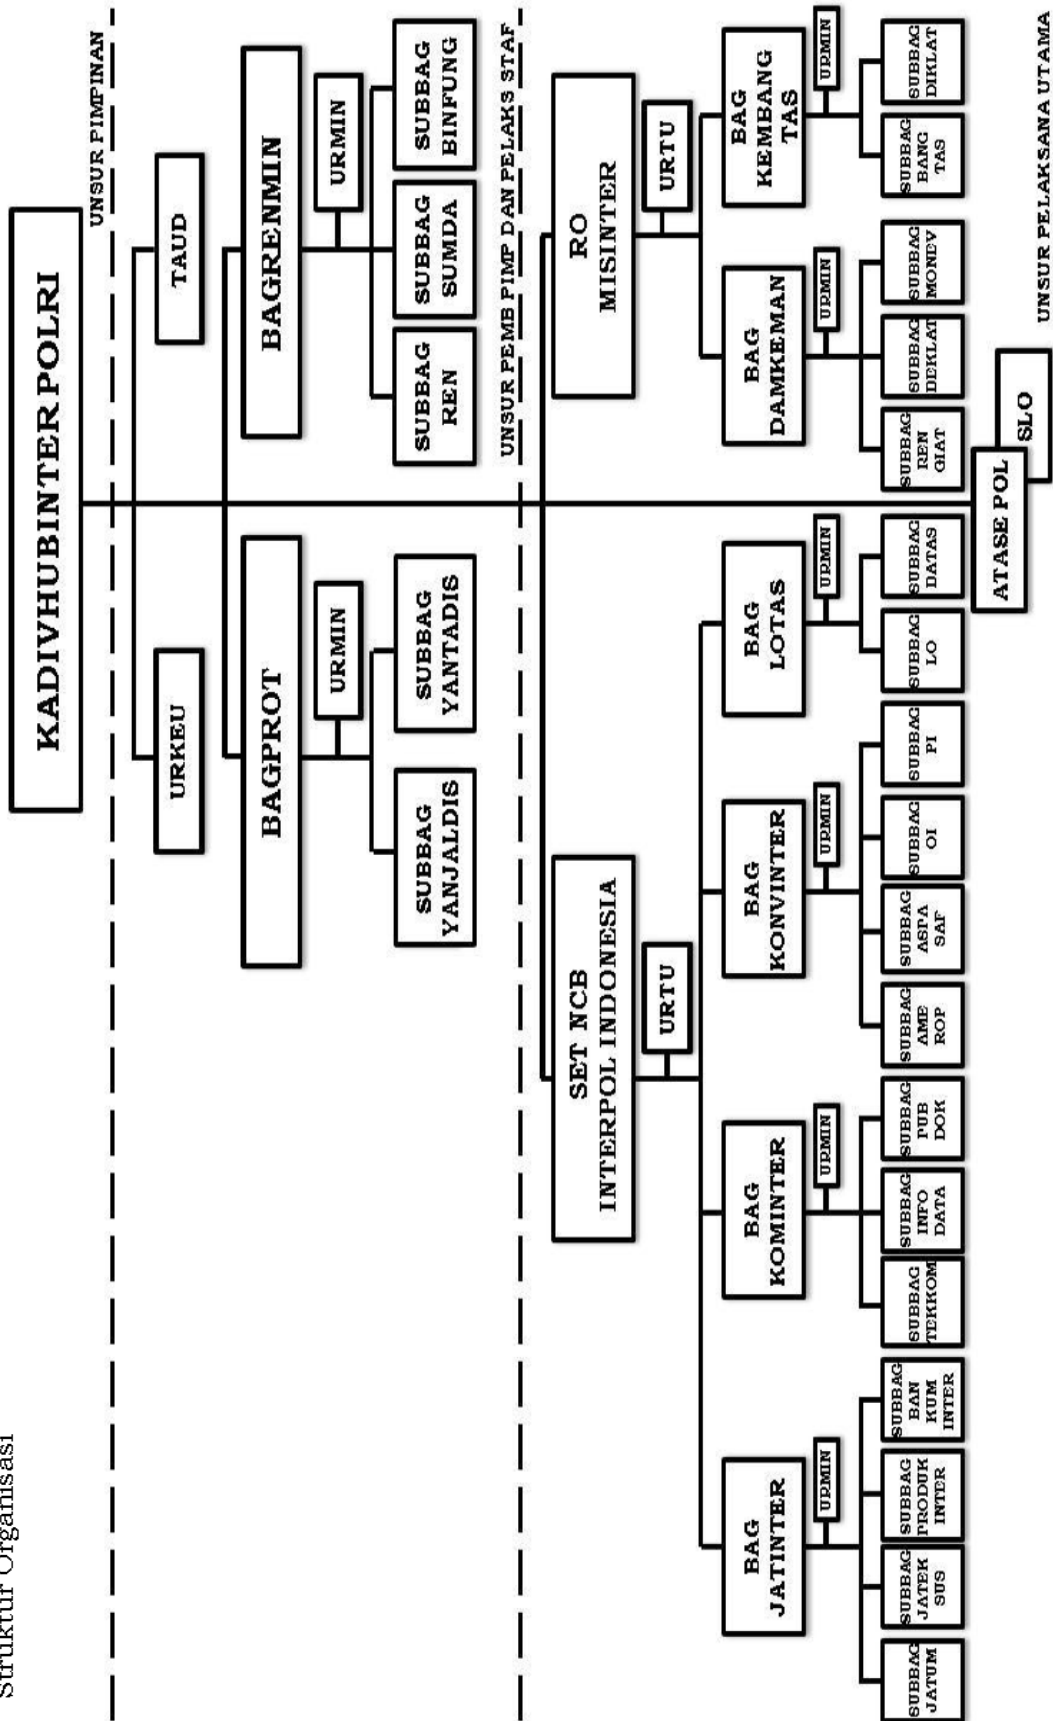 Struktur Organisasi
KADIVHUBINTER POLRI
UNSUR PIMPINAN
URKEU
TAUD
BAGPROT
BAGRENMIN
URMIN
URMIN
SUBBAG
YANJALDIS
SUBBAG
YANTADIS
SUBBAG
REN
SUBBAG
SUMDA
SUBBAG
BINFUNG
UNSUR PEMB PIMP DAN PELAKS STAF
SET NCB
INTERPOL INDONESIA
RO
MISINTER
URTU
URTU
BAG
JATINTER
BAG
KOMINTER
BAG
KONVINTER
BAG
LOTAS
BAG
DAMKEMAN
BAG
KEMBANG
TAS
URMIN
URMIN
URMIN
URMIN
URMIN
URMIN
SUBBAG
JATUM
SUBBAG
JATEK
SUS
SUBBAG
PRODUK
INTER
SUBBAG
BAN
KUM
INTER
SUBBAG
TEKKOM
SUBBAG
INFO
DATA
SUBBAG
PUB
DOK
SUBBAG
AME
ROP
SUBBAG
ASPA
SAF
SUBBAG
OI
SUBBAG
PI
SUBBAG
LO
SUBBAG
DATAS
SUBBAG
REN
GIAT
SUBBAG
DEKLAT
SUBBAG
MONEV
SUBBAG
BANG
TAS
SUBBAG
DIKLAT
ATASE POL
SLO
UNSUR PELAKSANA UTAMA